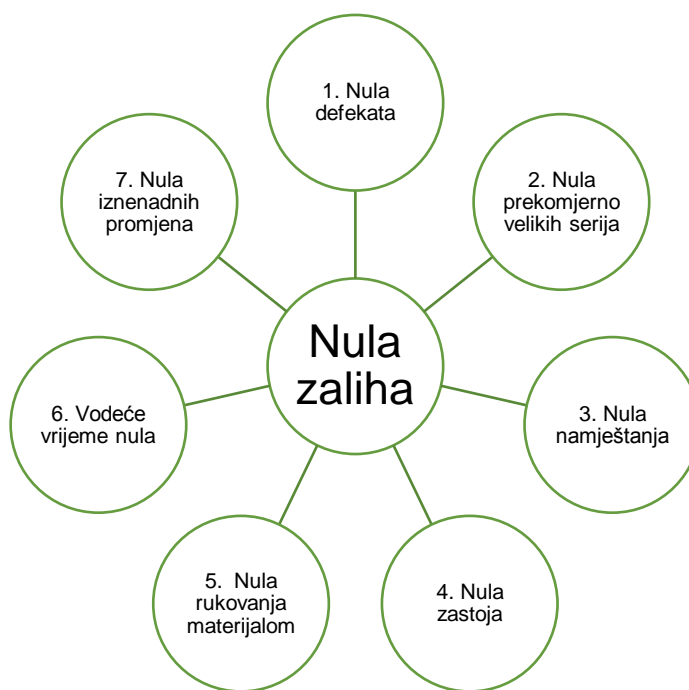 1. Nula
defekata
2. Nula
prekomjerno
velikih serija
3. Nula
namještanja
4. Nula
zastoja
5.  Nula
rukovanja
materijalom
6. Vodeće
vrijeme nula
7. Nula
iznenadnih
promjena
Nula
zaliha